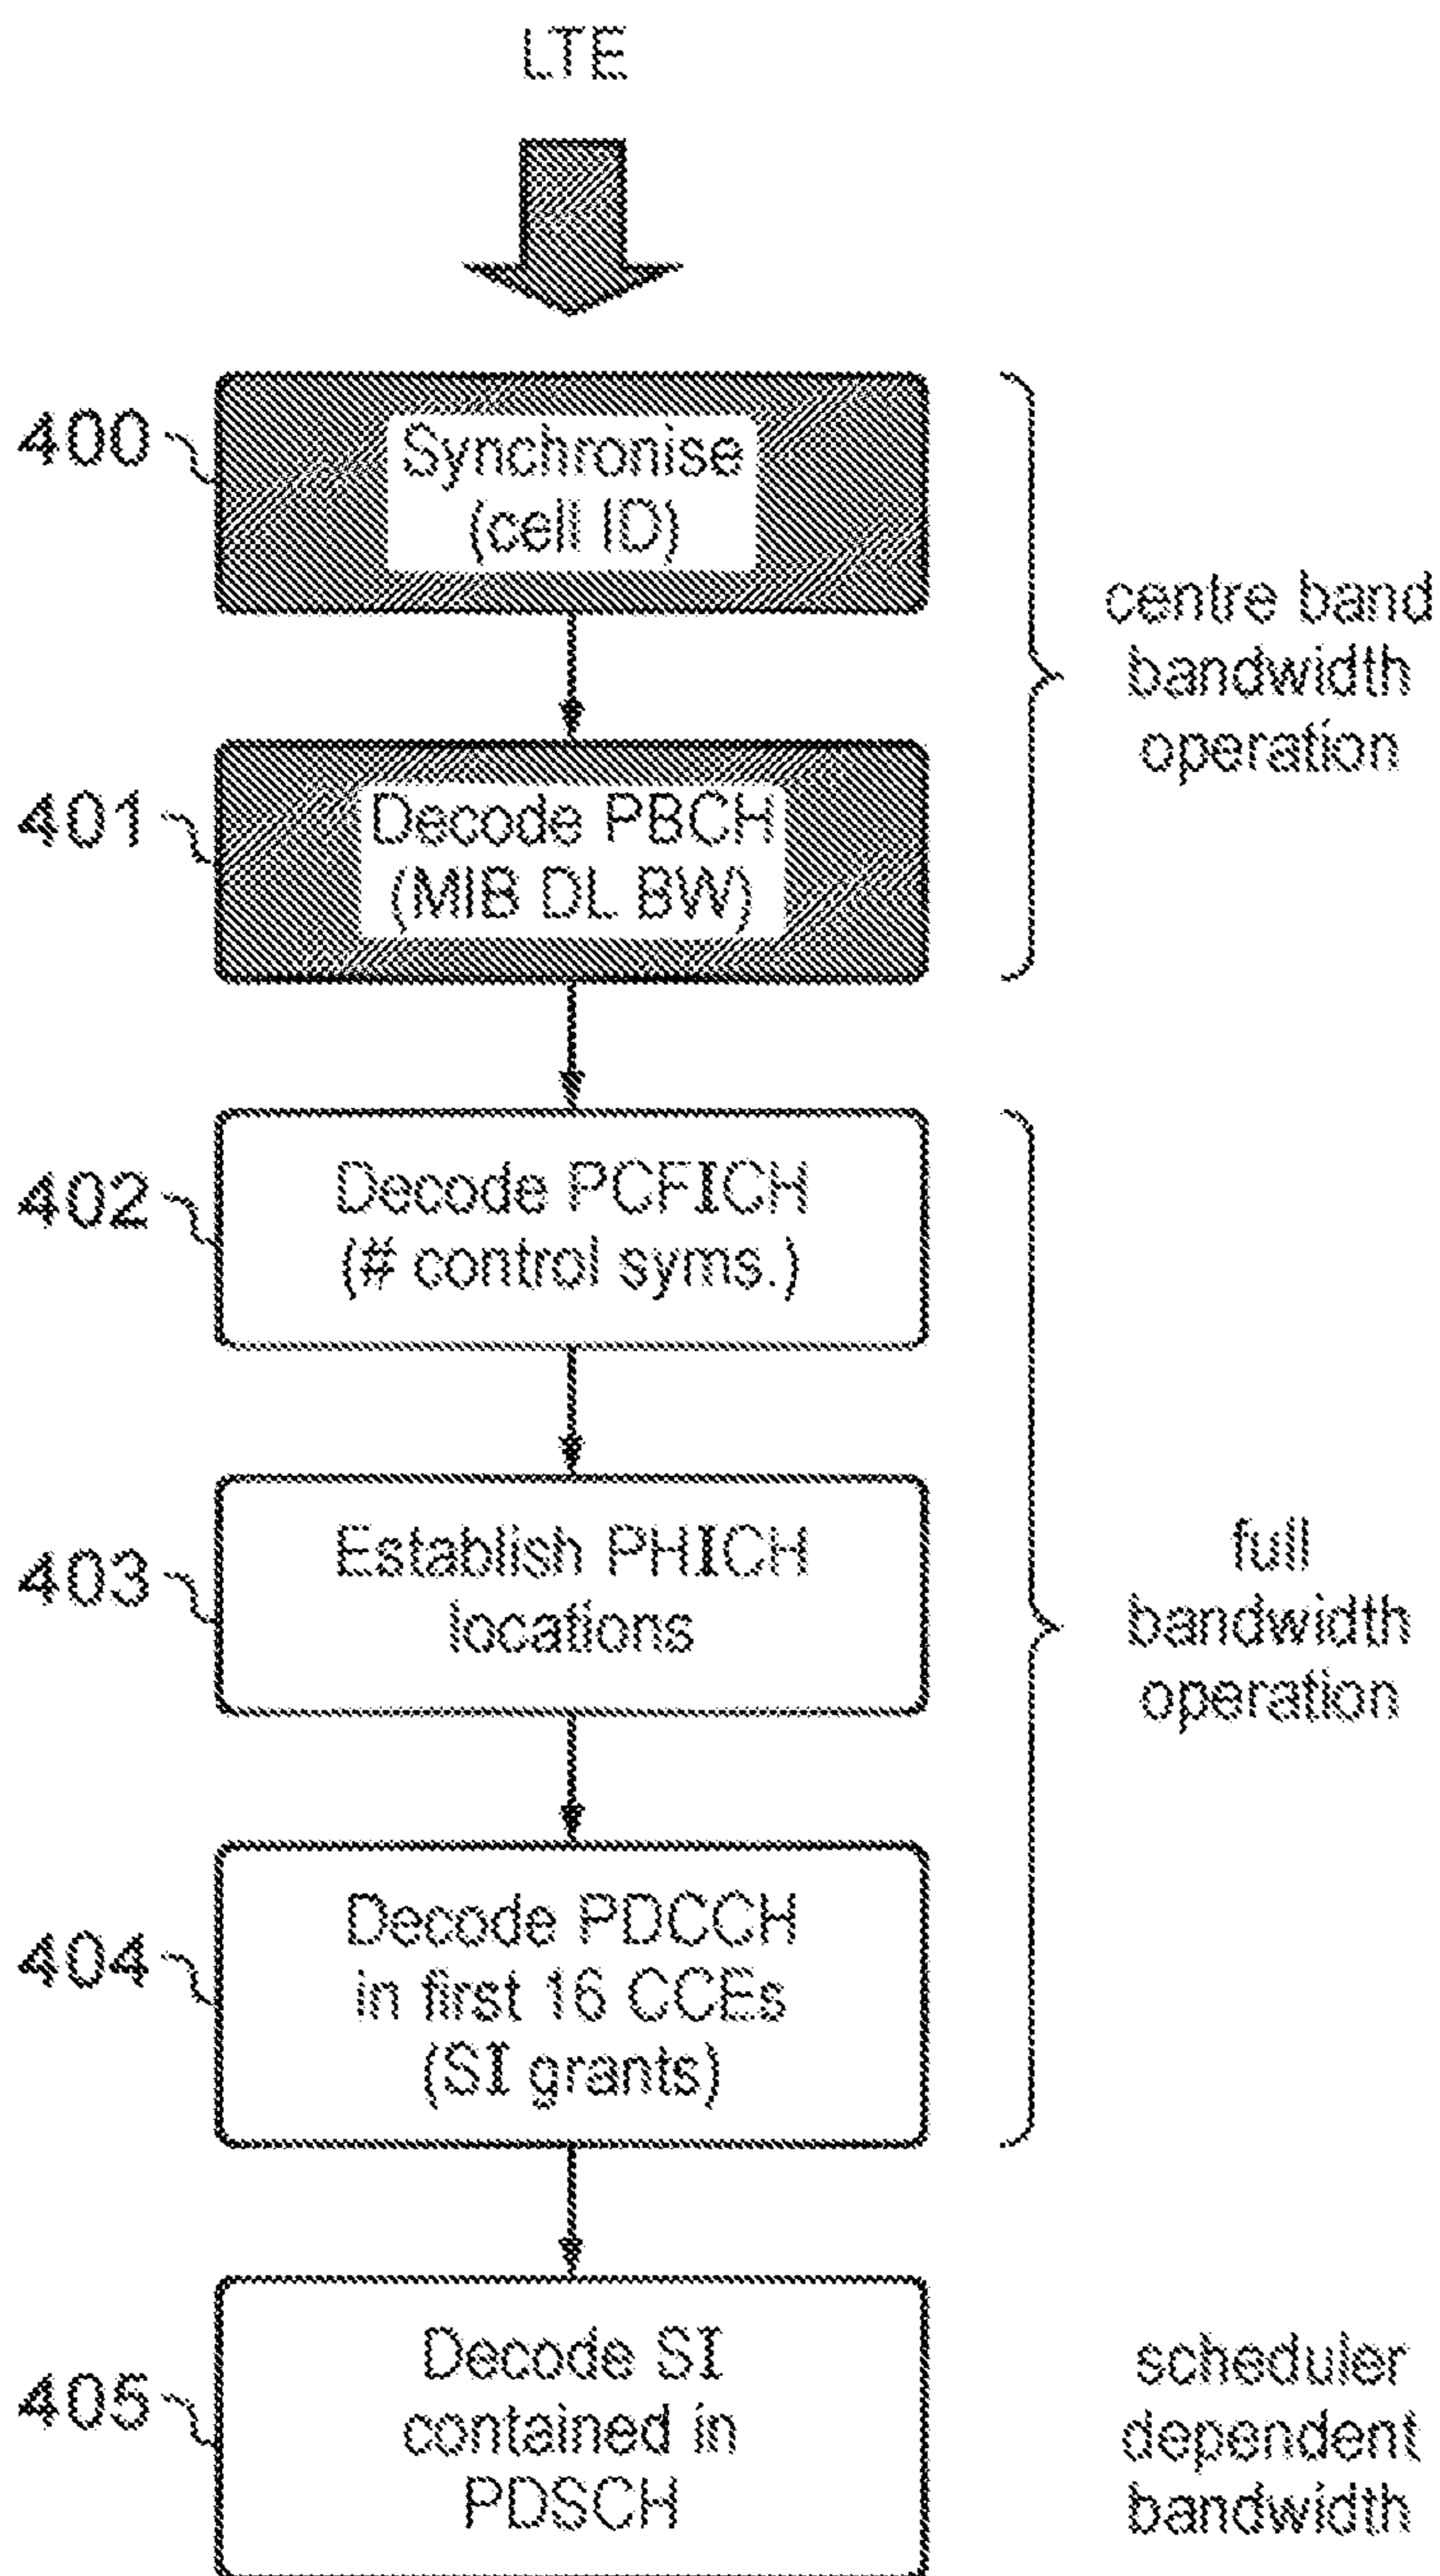 LTE
400
Synchronise
(cell ID)
centre band
bandwidth
operation
401
Decode PBCH
(MIB DL BW)
402
Decode PCFICH
(# control syms.)
403
Establish PHICH
locations
full
bandwidth
operation
404
Decode PDCCH
in first 16 CCEs
(SI grants)
405
Decode SI
contained in
PDSCH
scheduler
dependent
bandwidth